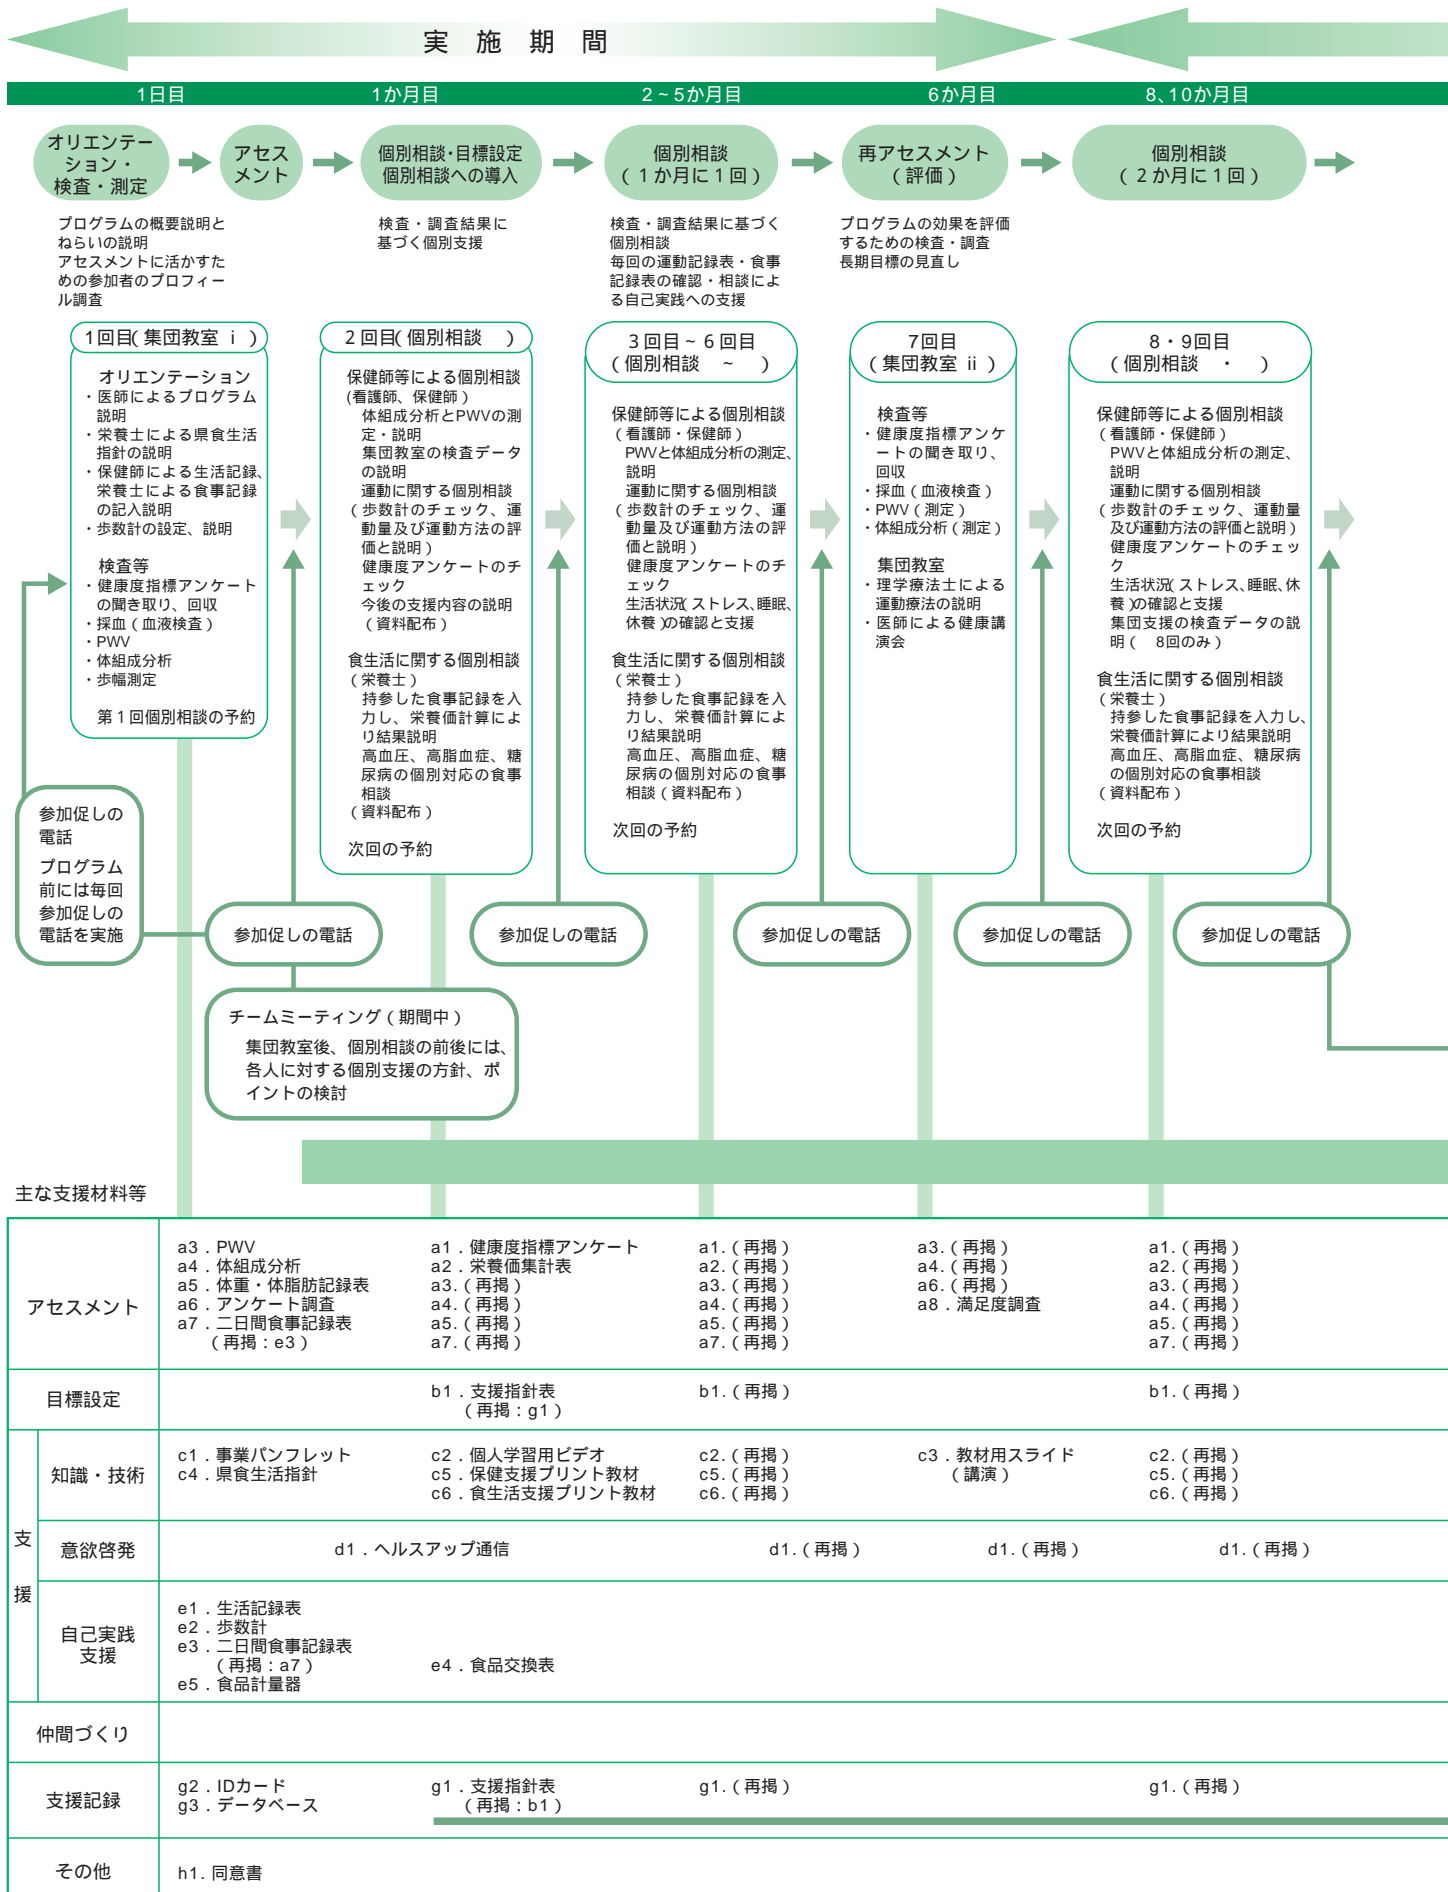 実施期間
1日目
1か月目
2~5か月目
6か月目
8、10か月目
オリエンテー
ション・
検査・測定
アセス
メント
個別相談・目標設定
個別相談への導入
個別相談
(1か月に1回)
再アセスメント
(評価)
個別相談
(2か月に1回)
プログラムの概要説明と
ねらいの説明
アセスメントに活かすた
めの参加者のプロフィー
ル調査
検査・調査結果に
基づく個別支援
検査・調査結果に基づく
個別相談
毎回の運動記録表・食事
記録表の確認・相談によ
る自己実践への支援
プログラムの効果を評価
するための検査・調査
長期目標の見直し
1回目(集団教室 i )
オリエンテーション
・医師によるプログラム
説明
・栄養士による県食生活
指針の説明
・保健師による生活記録、
栄養士による食事記録
の記入説明
・歩数計の設定、説明
検査等
・健康度指標アンケート
の聞き取り、回収
・採血(血液検査)
・PWV
・体組成分析
・歩幅測定
第1回個別相談の予約
2回目(個別相談 )
保健師等による個別相談
(看護師、保健師)
体組成分析とPWVの測
定・説明
集団教室の検査データ
の説明
運動に関する個別相談
(歩数計のチェック、運
動量及び運動方法の評
価と説明)
健康度アンケートのチ
ェック
今後の支援内容の説明
(資料配布)
食生活に関する個別相談
(栄養士)
持参した食事記録を入
力し、栄養価計算によ
り結果説明
高血圧、高脂血症、糖
尿病の個別対応の食事
相談
(資料配布)
次回の予約
3回目~6回目
(個別相談 ~ )
保健師等による個別相談
(看護師・保健師)
PWVと体組成分析の測定、
説明
運動に関する個別相談
(歩数計のチェック、運
動量及び運動方法の評
価と説明)
健康度アンケートのチ
ェック
生活状況(ストレス、睡眠、
休養)の確認と支援
食生活に関する個別相談
(栄養士)
持参した食事記録を入
力し、栄養価計算によ
り結果説明
高血圧、高脂血症、糖
尿病の個別対応の食事
相談(資料配布)
次回の予約
7回目
(集団教室 ii )
検査等
・健康度指標アンケ
ートの聞き取り、
回収
・採血(血液検査)
・PWV(測定)
・体組成分析(測定)
集団教室
・理学療法士による
運動療法の説明
・医師による健康講
演会
8・9回目
(個別相談 ・ )
保健師等による個別相談
(看護師・保健師)
PWVと体組成分析の測定、
説明
運動に関する個別相談
(歩数計のチェック、運動量
及び運動方法の評価と説明)
健康度アンケートのチェッ
ク
生活状況(ストレス、睡眠、休
養)の確認と支援
集団支援の検査データの説
明( 8回のみ)
食生活に関する個別相談
(栄養士)
持参した食事記録を入力し、
栄養価計算により結果説明
高血圧、高脂血症、糖尿病
の個別対応の食事相談
(資料配布)
次回の予約
参加促しの
電話
プログラム
前には毎回
参加促しの
電話を実施
参加促しの電話
参加促しの電話
参加促しの電話
参加促しの電話
参加促しの電話
チームミーティング(期間中)
集団教室後、個別相談の前後には、
各人に対する個別支援の方針、ポ
イントの検討
主な支援材料等
アセスメント
a3.PWV
a4.体組成分析
a5.体重・体脂肪記録表
a6.アンケート調査
a7.二日間食事記録表
(再掲:e3)
a1.健康度指標アンケート
a2.栄養価集計表
a3.(再掲)
a4.(再掲)
a5.(再掲)
a7.(再掲)
a1.(再掲)
a2.(再掲)
a3.(再掲)
a4.(再掲)
a5.(再掲)
a7.(再掲)
a3.(再掲)
a4.(再掲)
a6.(再掲)
a8.満足度調査
a1.(再掲)
a2.(再掲)
a3.(再掲)
a4.(再掲)
a5.(再掲)
a7.(再掲)
目標設定
b1.支援指針表
(再掲:g1)
b1.(再掲)
b1.(再掲)
支
援
知識・技術
c1.事業パンフレット
c4.県食生活指針
c2.個人学習用ビデオ
c5.保健支援プリント教材
c6.食生活支援プリント教材
c2.(再掲)
c5.(再掲)
c6.(再掲)
c3.教材用スライド
(講演)
c2.(再掲)
c5.(再掲)
c6.(再掲)
意欲啓発
d1.ヘルスアップ通信
d1.(再掲)
d1.(再掲)
d1.(再掲)
自己実践
支援
e1.生活記録表
e2.歩数計
e3.二日間食事記録表
(再掲:a7)
e5.食品計量器
e4.食品交換表
仲間づくり
支援記録
g2.IDカード
g3.データベース
g1.支援指針表
(再掲:b1)
g1.(再掲)
g1.(再掲)
その他
h1.同意書